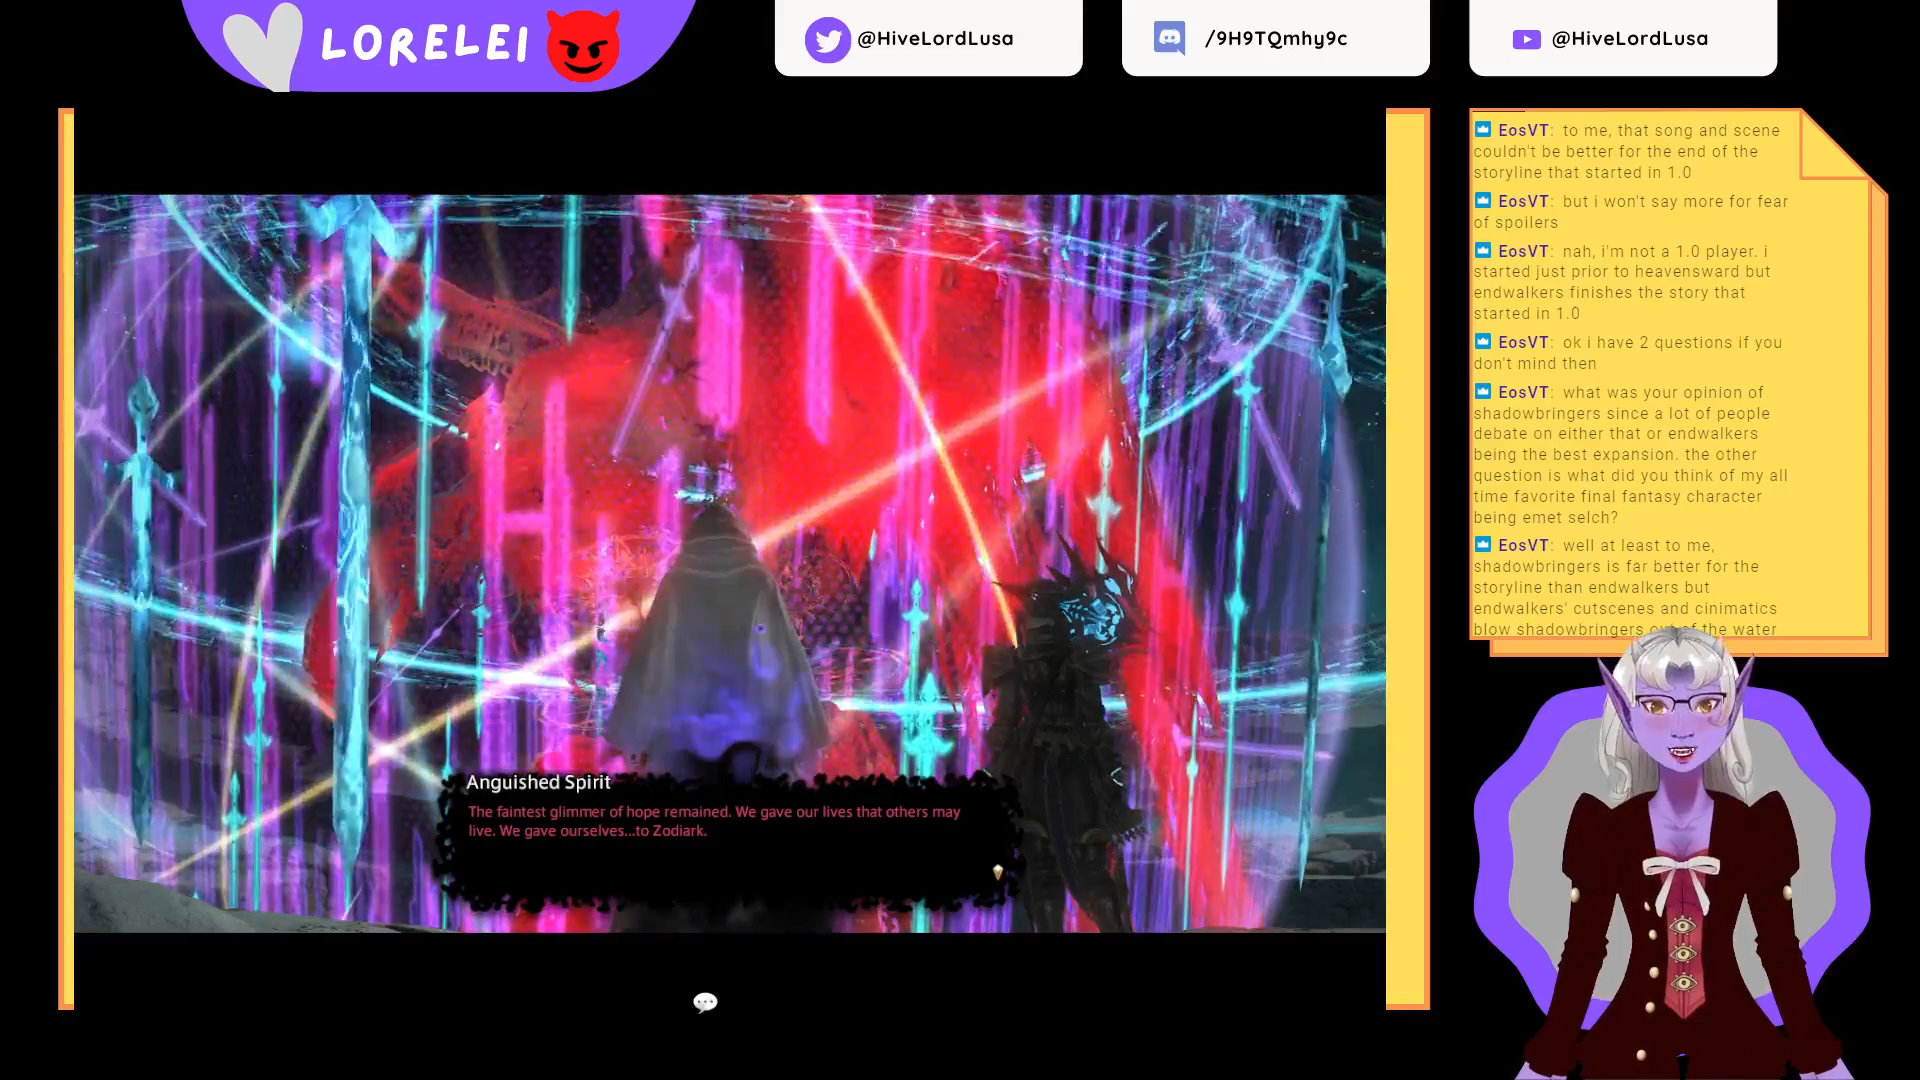 LORELEI
@HiveLordLusa
/9H9TQmhy9c
@HiveLordLusa
EosVT: to me, that song and scene
couldn't be better for the end of the
storyline that started in 1.0
EosVT: but i won't say more for fear
of spoilers
EosVT: nah, i'm not a 1.0 player. i
started just prior to heavensward but
endwalkers finishes the story that
started in 1.0
EosVT: ok i have 2 questions if you
don't mind then
EosVT: what was your opinion of
shadowbringers since a lot of people
debate on either that or endwalkers
being the best expansion. the other
question is what did you think of my all
time favorite final fantasy character
being emet selch?
EosVT: well at least to me,
shadowbringers is far better for the
storyline than endwalkers but
endwalkers' cutscenes and cinimatics
blow shadowbringers out of the water
Anguished Spirit
The faintest glimmer of hope remained. We gave our lives that others may
live. We gave ourselves...to Zodiark.